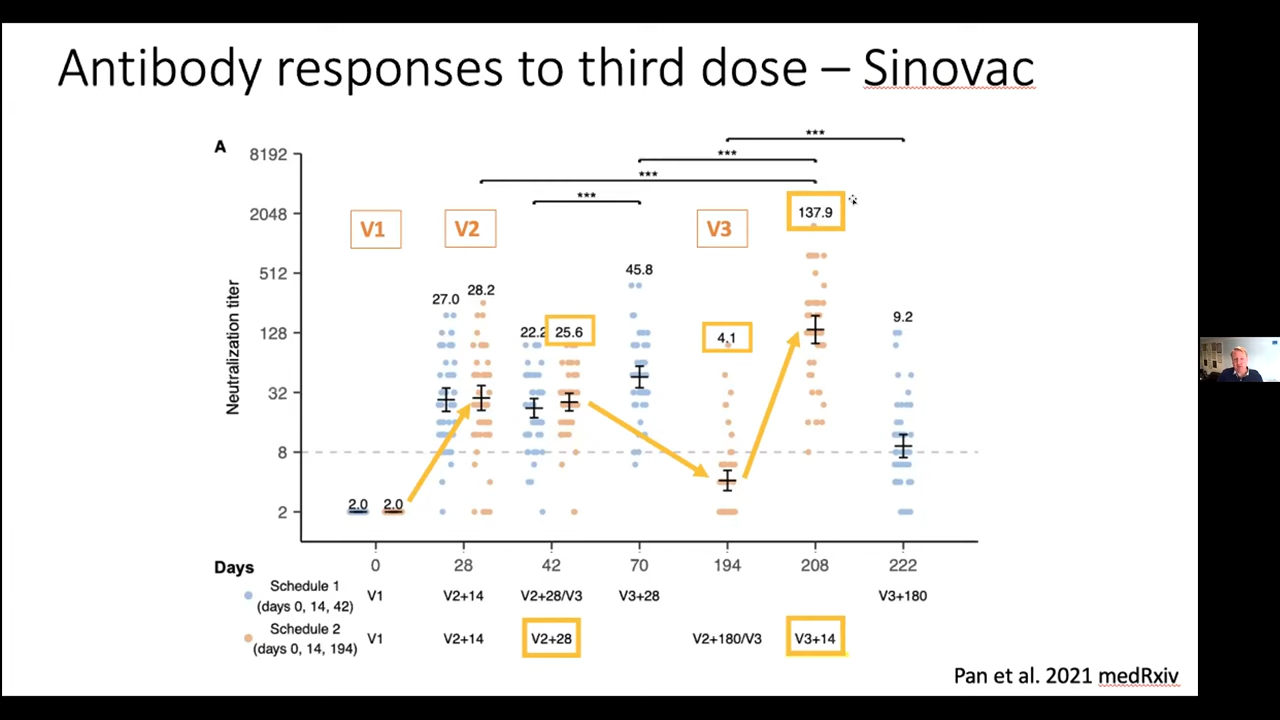 Antibody responses to third dose – Sinovac
A
***
***
***
***
8192
2048
512
128
32
8
2
Neutralization titer
V1
V2
V3
2.0
2.0
27.0
28.2
22.2
25.6
45.8
4.1
137.9
9.2
Days
0
28
42
70
194
208
222
Schedule 1
(days 0, 14, 42)
V1
V2+14
V2+28/V3
V3+28
V3+180
Schedule 2
(days 0, 14, 194)
V1
V2+14
V2+28
V2+180/V3
V3+14
Pan et al. 2021 medRxiv